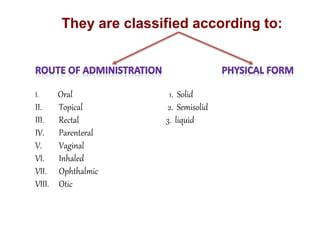 They are classified according to:
ROUTE OF ADMINISTRATION
PHYSICAL FORM
I. Oral
II. Topical
III. Rectal
IV. Parenteral
V. Vaginal
VI. Inhaled
VII. Ophthalmic
VIII. Otic
1. Solid
2. Semisolid
3. liquid